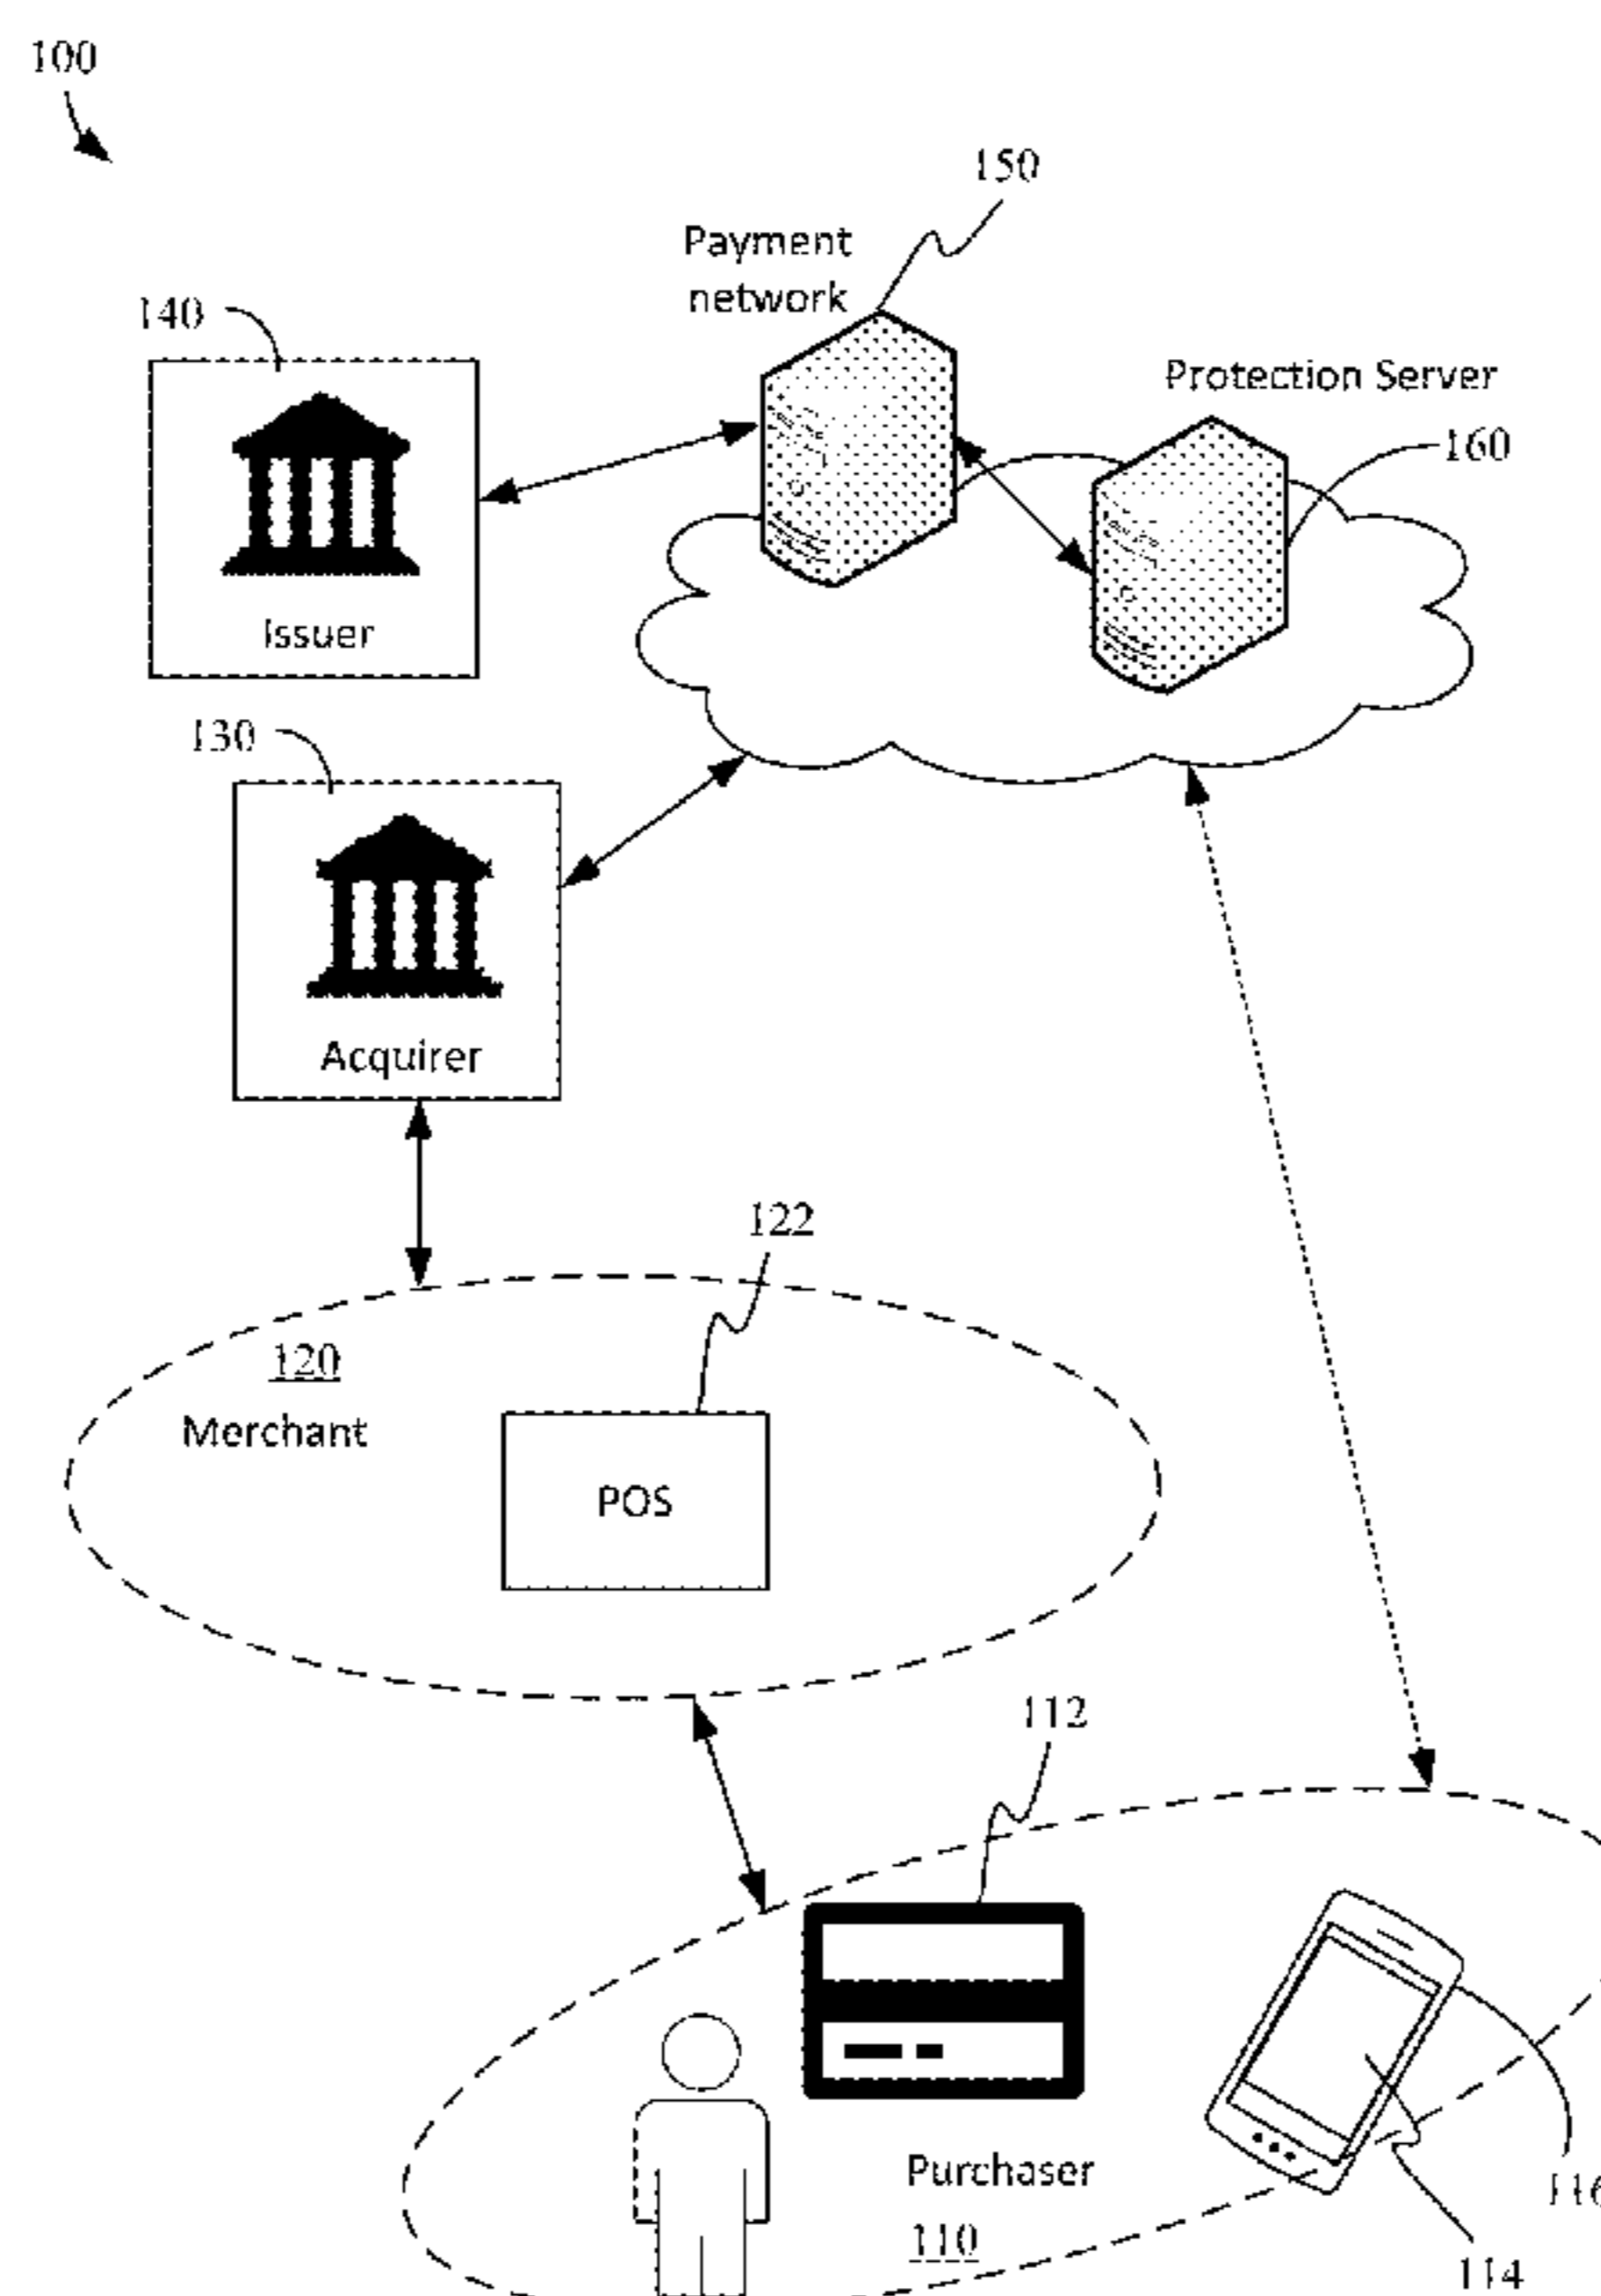 100
150
Payment
network
140
Protection Server
160
Issuer
130
Acquirer
122
120
Merchant
POS
112
Purchaser
116
110
114